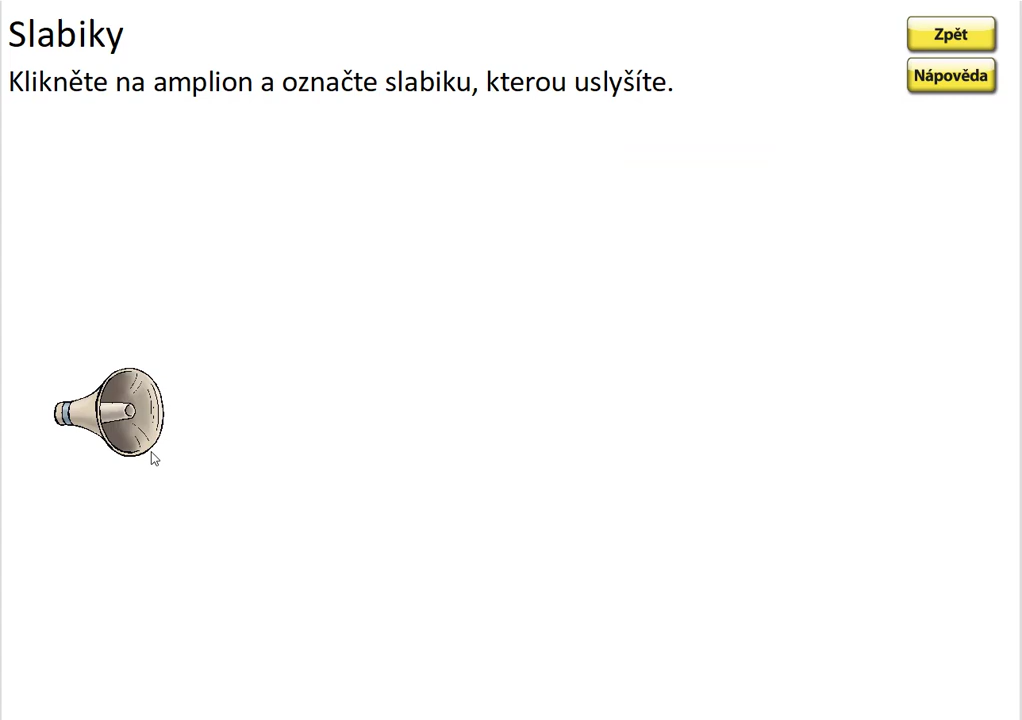 Slabiky
Zpět
Klikněte na amplion a označte slabiku, kterou uslyšíte.
Nápověda